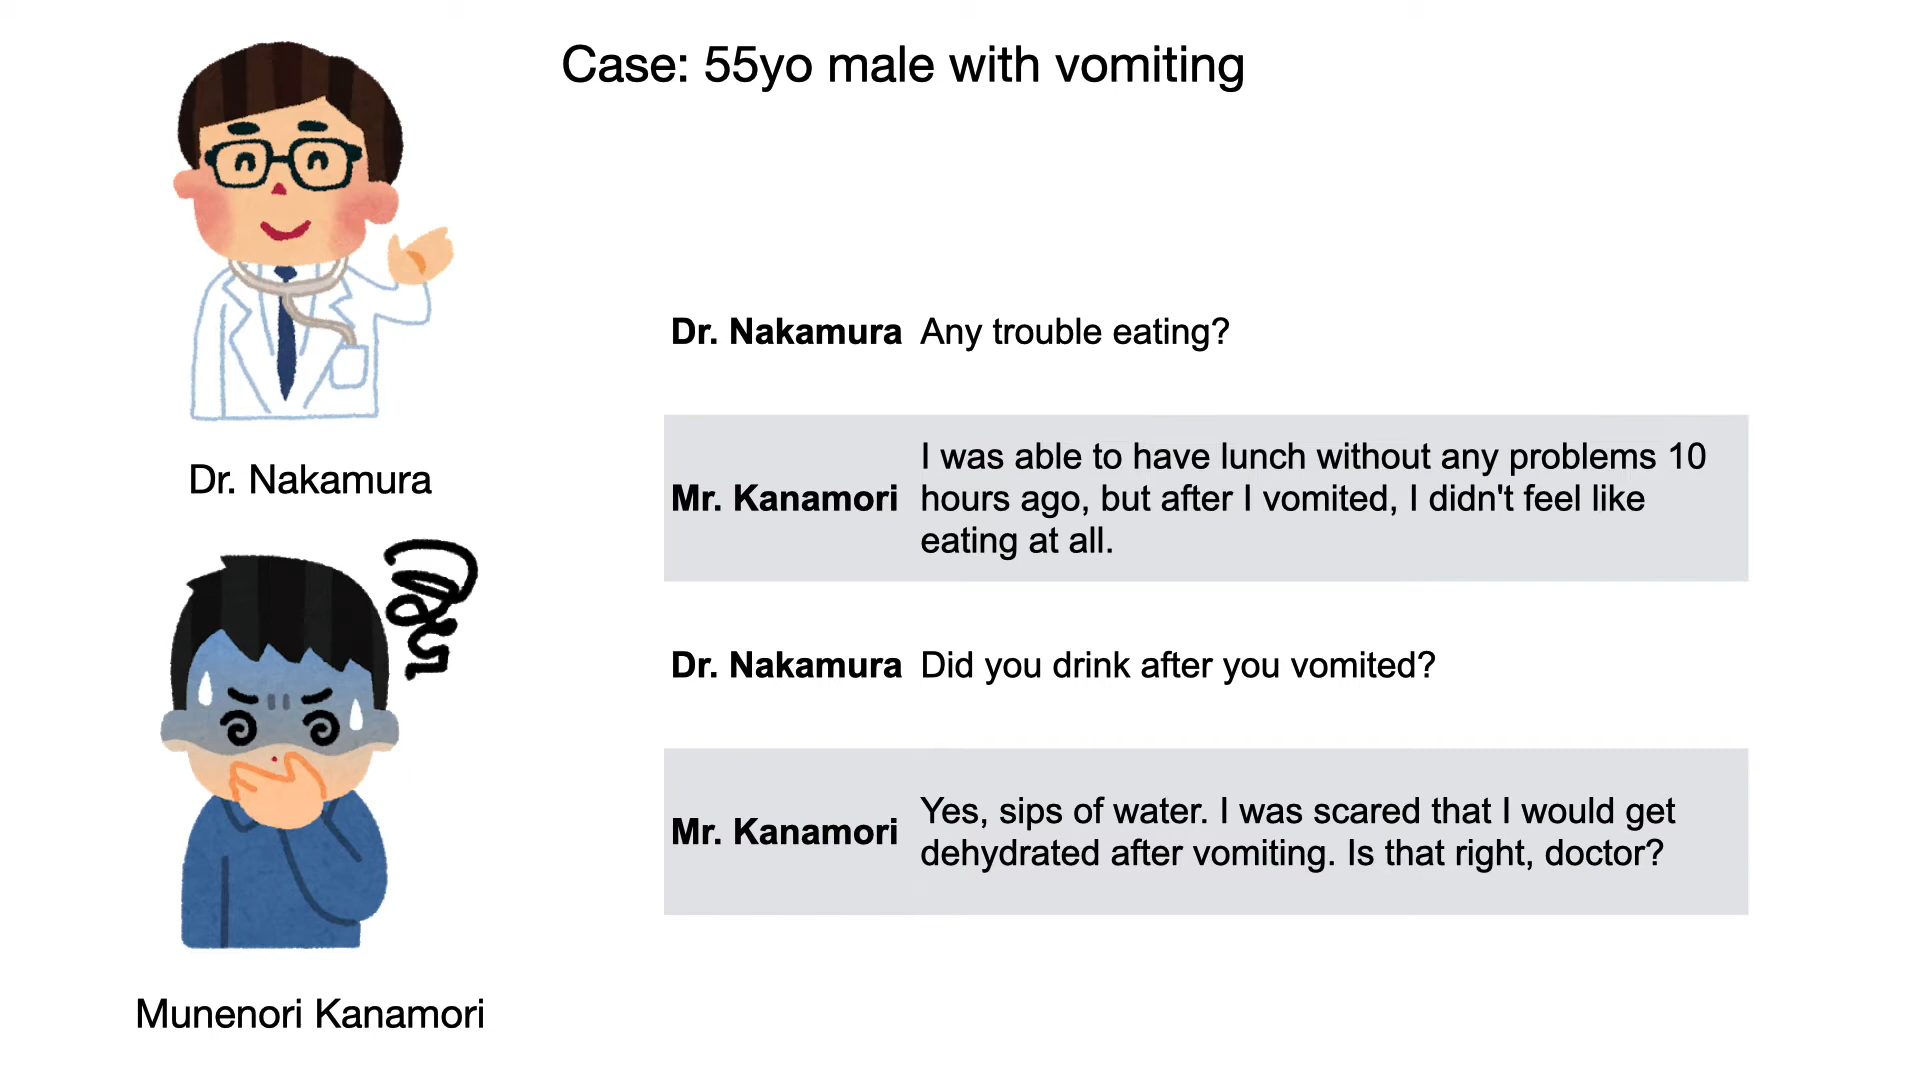 Case: 55yo male with vomiting
Dr. Nakamura
Munenori Kanamori
Dr. Nakamura Any trouble eating?
Mr. Kanamori I was able to have lunch without any problems 10
hours ago, but after I vomited, I didn't feel like
eating at all.
Dr. Nakamura Did you drink after you vomited?
Mr. Kanamori Yes, sips of water. I was scared that I would get
dehydrated after vomiting. Is that right, doctor?